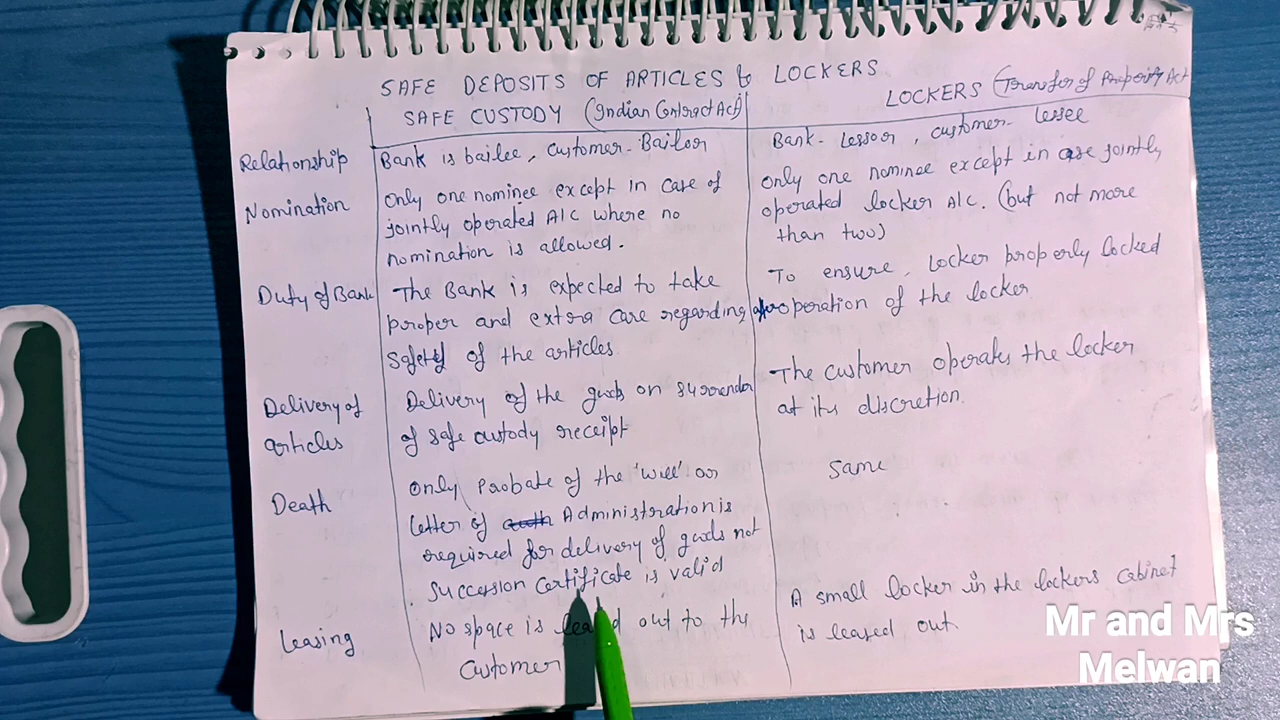 SAFE DEPOSITS OF ARTICLES & LOCKERS
SAFE CUSTODY (Indian Contract Act)
LOCKERS (Transfer of Property Act
Relationship
Bank is bailee, Customer-Bailor
Bank- Lessor, customer- lessee
Nomination
Only one nominee except in case of
jointly operated A/C where no
nomination is allowed.
Only one nominee except in case jointly
operated locker A/C. (but not more
than two)
Duty of Bank
The Bank is expected to take
proper and extra care regarding
Safety of the articles
To ensure, Locker properly locked
operation of the locker
Delivery of
articles
Delivery of the goods on surrender
of safe custody receipt
The customer operates the locker
at its discretion.
Death
Only Probate of the 'will' or
letter of Administration is
required for delivery of goods not
Succession certificate is valid
Same
Leasing
No space is leased out to the
Customer
A small locker in the lockers cabinet
is leased out
Mr and Mrs
Melwan